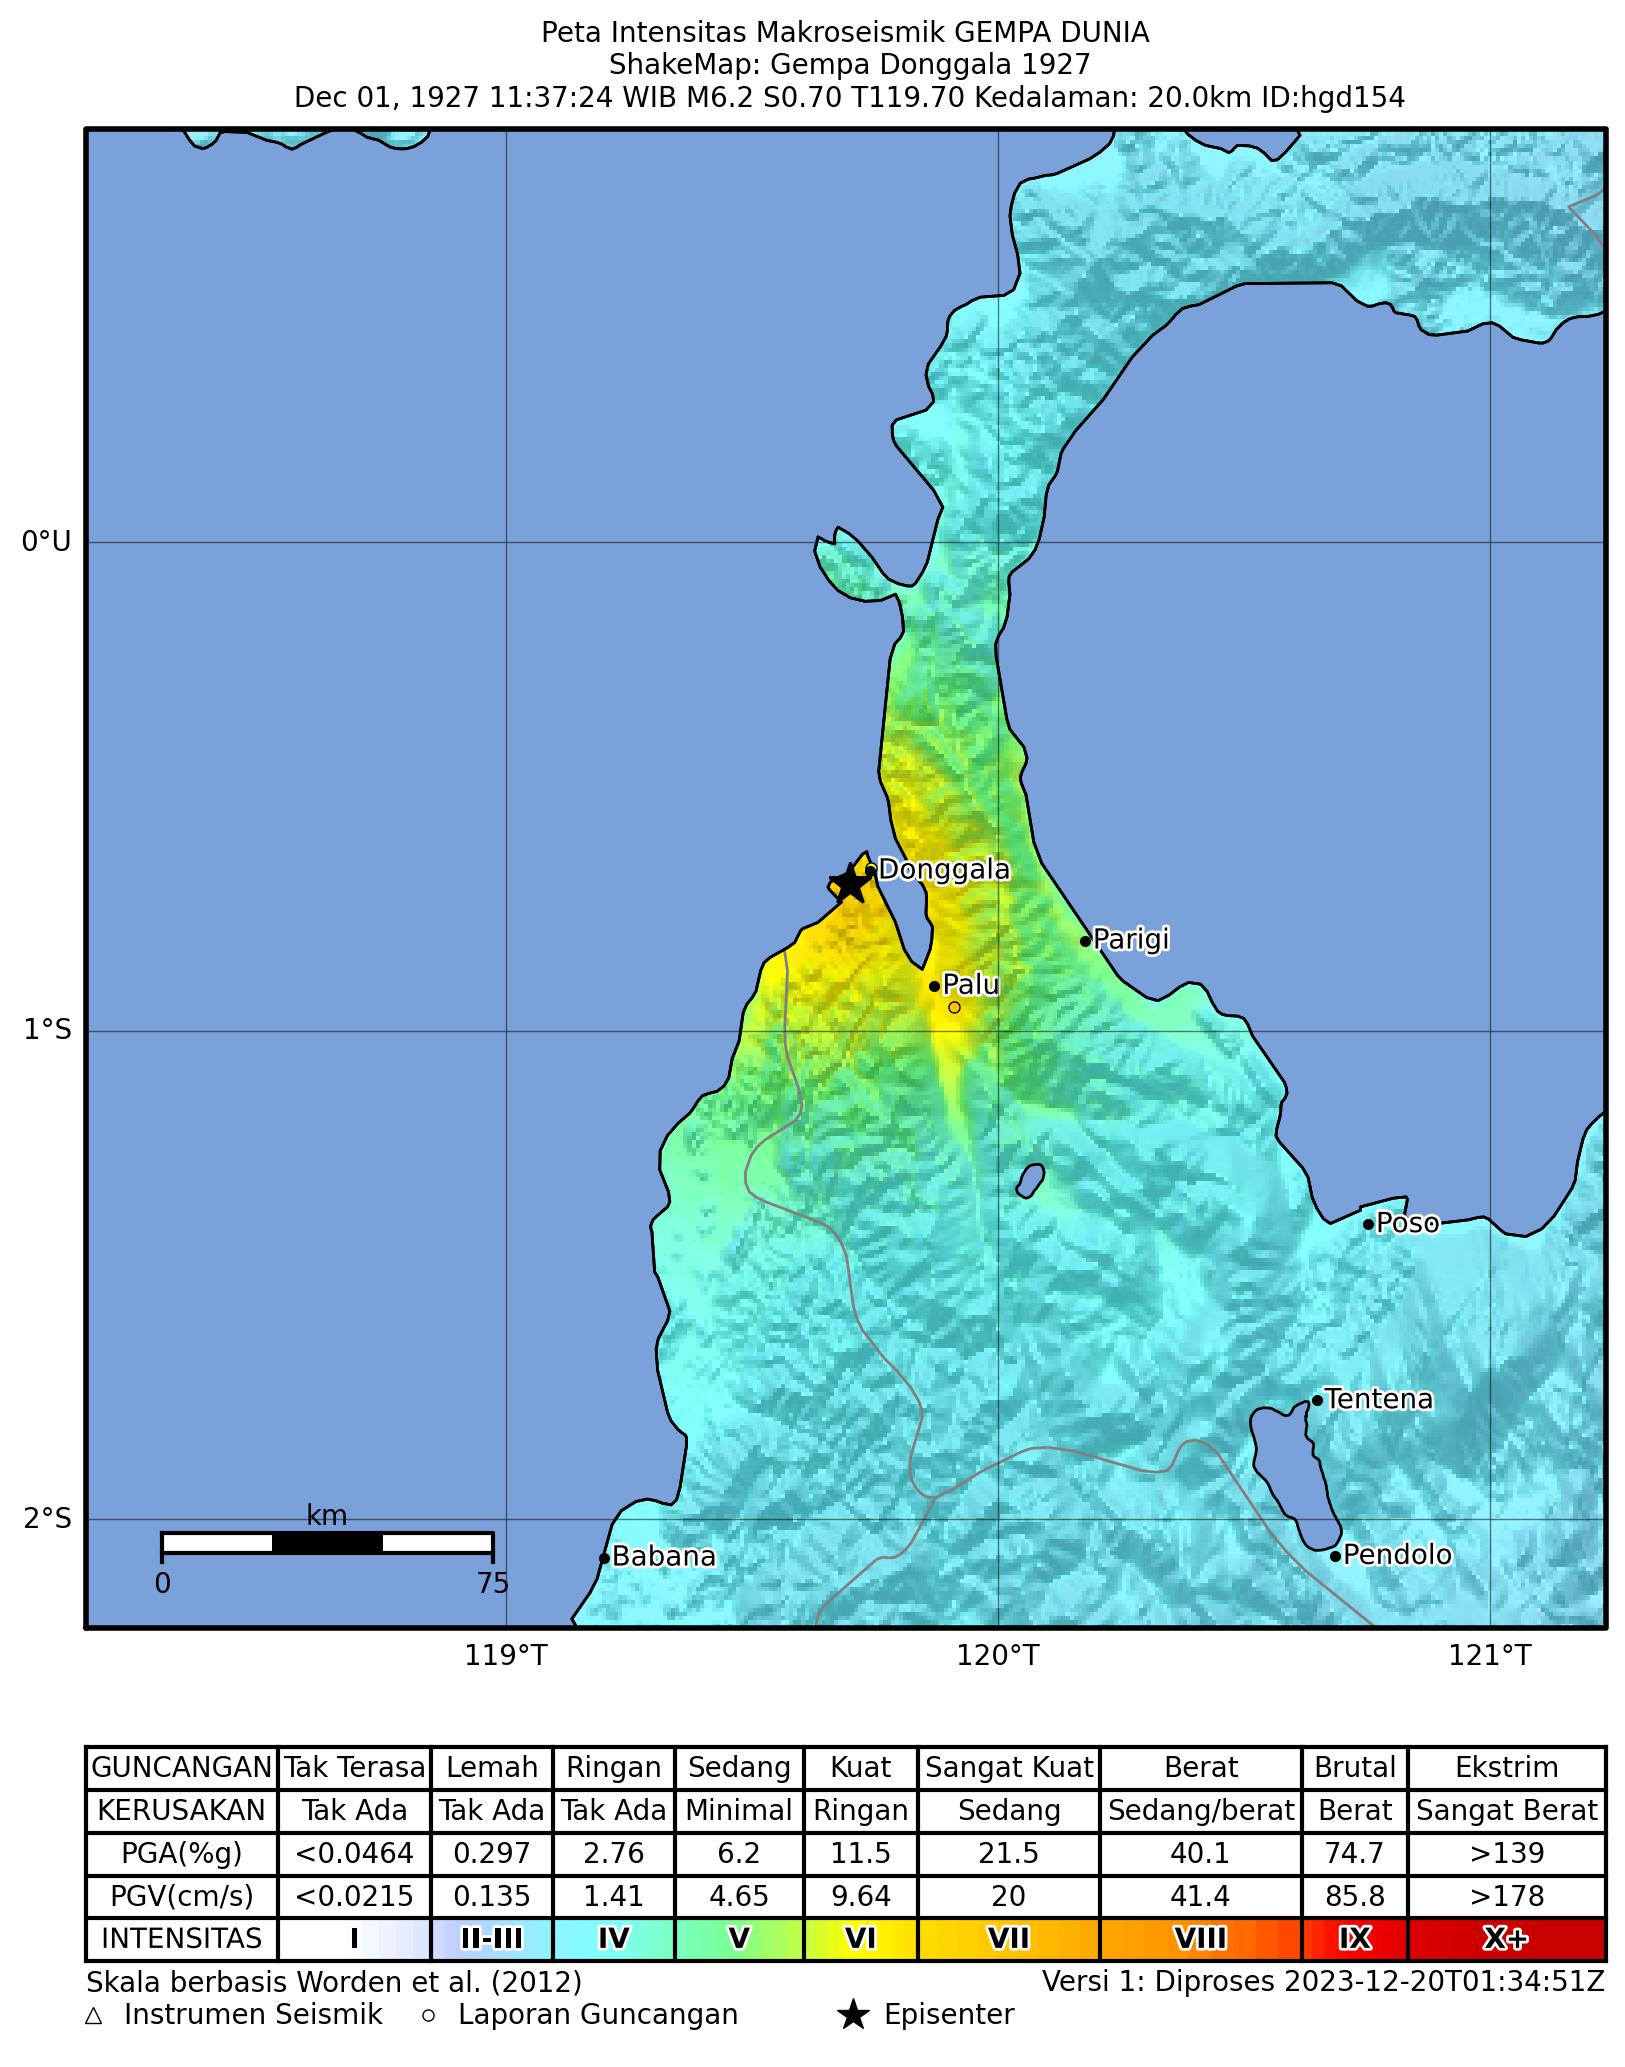 Peta Intensitas Makroseismik GEMPA DUNIA
ShakeMap: Gempa Donggala 1927
Dec 01, 1927 11:37:24 WIB M6.2 S0.70 T119.70 Kedalaman: 20.0km ID:hgd154
0°U
Donggala
Parigi
Palu
1°S
Poso
Tentena
2°S
km
0 75
Babana
Pendolo
119°T 120°T 121°T
GUNCANGAN Tak Terasa Lemah Ringan Sedang Kuat Sangat Kuat Berat Brutal Ekstrim
KERUSAKAN Tak Ada Tak Ada Tak Ada Minimal Ringan Sedang Sedang/berat Berat Sangat Berat
PGA(%g) <0.0464 0.297 2.76 6.2 11.5 21.5 40.1 74.7 >139
PGV(cm/s) <0.0215 0.135 1.41 4.65 9.64 20 41.4 85.8 >178
INTENSITAS I II-III IV V VI VII VIII IX X+
Skala berbasis Worden et al. (2012) Versi 1: Diproses 2023-12-20T01:34:51Z
Instrumen Seismik Laporan Guncangan Episenter